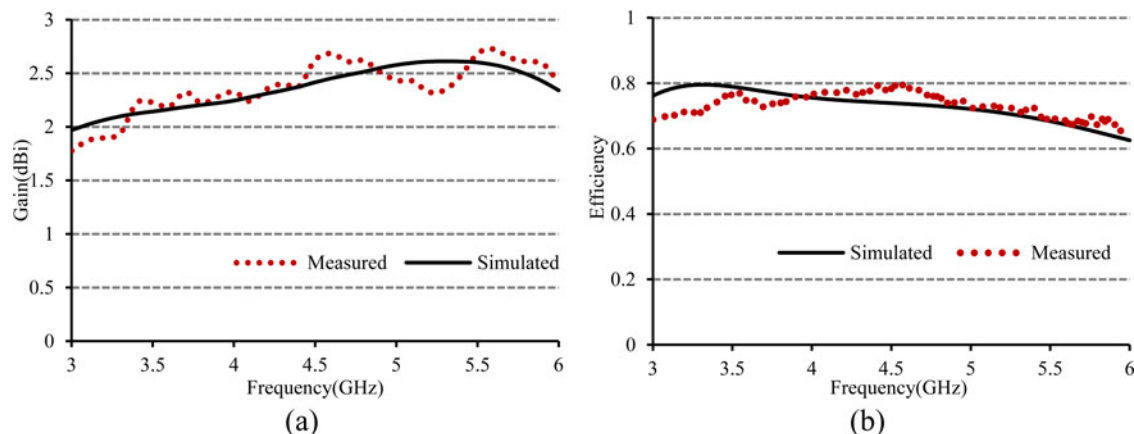 3
2.5
2
1.5
1
0.5
0
Gain(dBi)
Measured
Simulated
3 3.5 4 4.5 5 5.5 6
Frequency(GHz)
(a)
1
0.8
0.6
0.4
0.2
0
Efficiency
Simulated
Measured
3 3.5 4 4.5 5 5.5 6
Frequency(GHz)
(b)